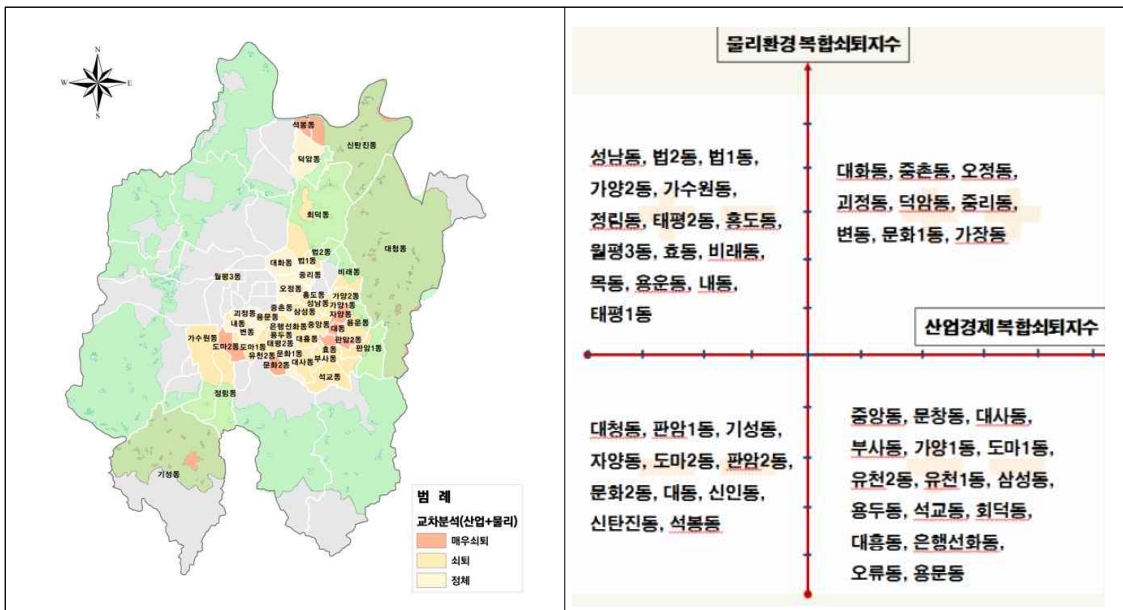 N
W
E
S
석봉동
신탄진동
덕암동
회덕동
대청동
법2동
대화동
법1동
비래동
월평3동
중리동
오정동
홍도동
가양2동
중촌동
성남동
가양1동
괴정동
용문동
삼성동
자양동
용운동
내동
은행선화동
중앙동
대동
변동
용두동
대흥동
판암2동
가수원동
도마2동
도마1동
태평2동
효동
판암1동
유천2동
문화1동
부사동
문화2동
대사동
석교동
정림동
기성동
범 례
교차분석(산업+물리)
매우쇠퇴
쇠퇴
정체
물리환경 복합쇠퇴지수
성남동, 법2동, 법1동,
가양2동, 가수원동,
정림동, 태평2동, 홍도동,
월평3동, 효동, 비래동,
목동, 용운동, 내동,
태평1동
대화동, 중촌동, 오정동,
괴정동, 덕암동, 중리동,
변동, 문화1동, 가장동
산업경제 복합쇠퇴지수
대청동, 판암1동, 기성동,
자양동, 도마2동, 판암2동,
문화2동, 대동, 신인동,
신탄진동, 석봉동
중앙동, 문창동, 대사동,
부사동, 가양1동, 도마1동,
유천2동, 유천1동, 삼성동,
용두동, 석교동, 회덕동,
대흥동, 은행선화동,
오류동, 용문동